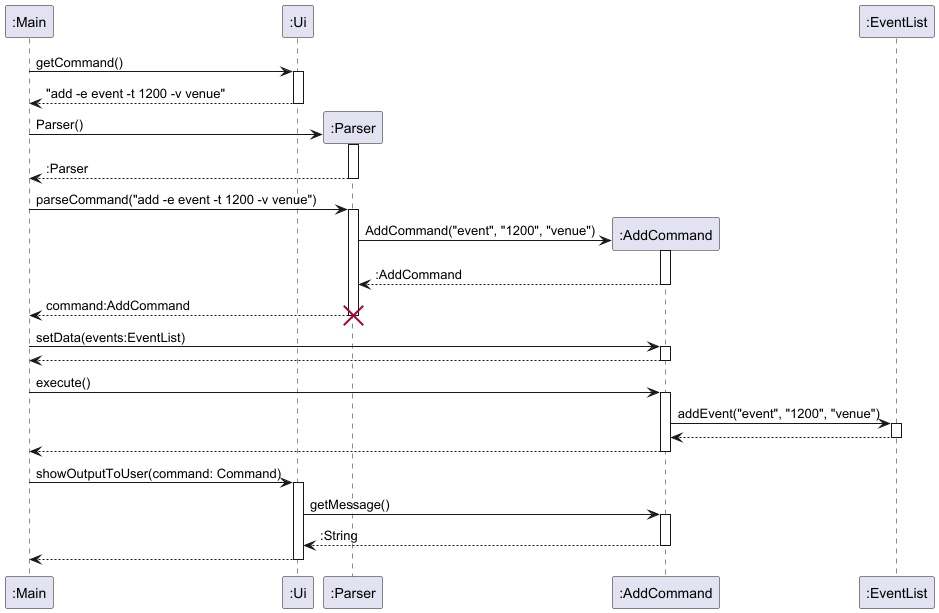 :Main
:Ui
:EventList
getCommand()
"add -e event -t 1200 -v venue"
Parser()
:Parser
:Parser
parseCommand("add -e event -t 1200 -v venue")
AddCommand("event", "1200", "venue")
:AddCommand
:AddCommand
command:AddCommand
setData(events:EventList)
execute()
addEvent("event", "1200", "venue")
showOutputToUser(command: Command)
getMessage()
:String
:Main
:Ui
:Parser
:AddCommand
:EventList